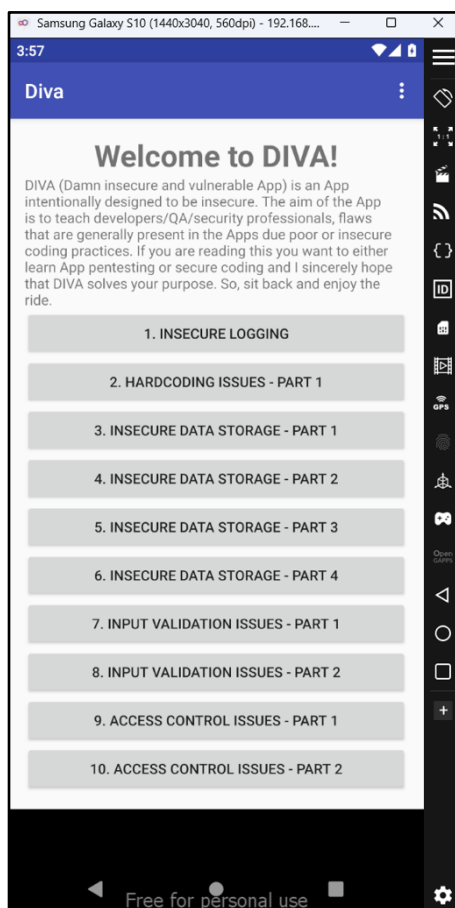 Samsung Galaxy S10 (1440x3040, 560dpi) - 192.168....
3:57
Diva
Welcome to DIVA!
DIVA (Damn insecure and vulnerable App) is an App
intentionally designed to be insecure. The aim of the App
is to teach developers/QA/security professionals, flaws
that are generally present in the Apps due poor or insecure
coding practices. If you are reading this you want to either
learn App pentesting or secure coding and I sincerely hope
that DIVA solves your purpose. So, sit back and enjoy the
ride.
1. INSECURE LOGGING
2. HARDCODING ISSUES - PART 1
3. INSECURE DATA STORAGE - PART 1
4. INSECURE DATA STORAGE - PART 2
5. INSECURE DATA STORAGE - PART 3
6. INSECURE DATA STORAGE - PART 4
7. INPUT VALIDATION ISSUES - PART 1
8. INPUT VALIDATION ISSUES - PART 2
9. ACCESS CONTROL ISSUES - PART 1
10. ACCESS CONTROL ISSUES - PART 2
Free for personal use
1:1
ID
GPS
Open
GAPPS